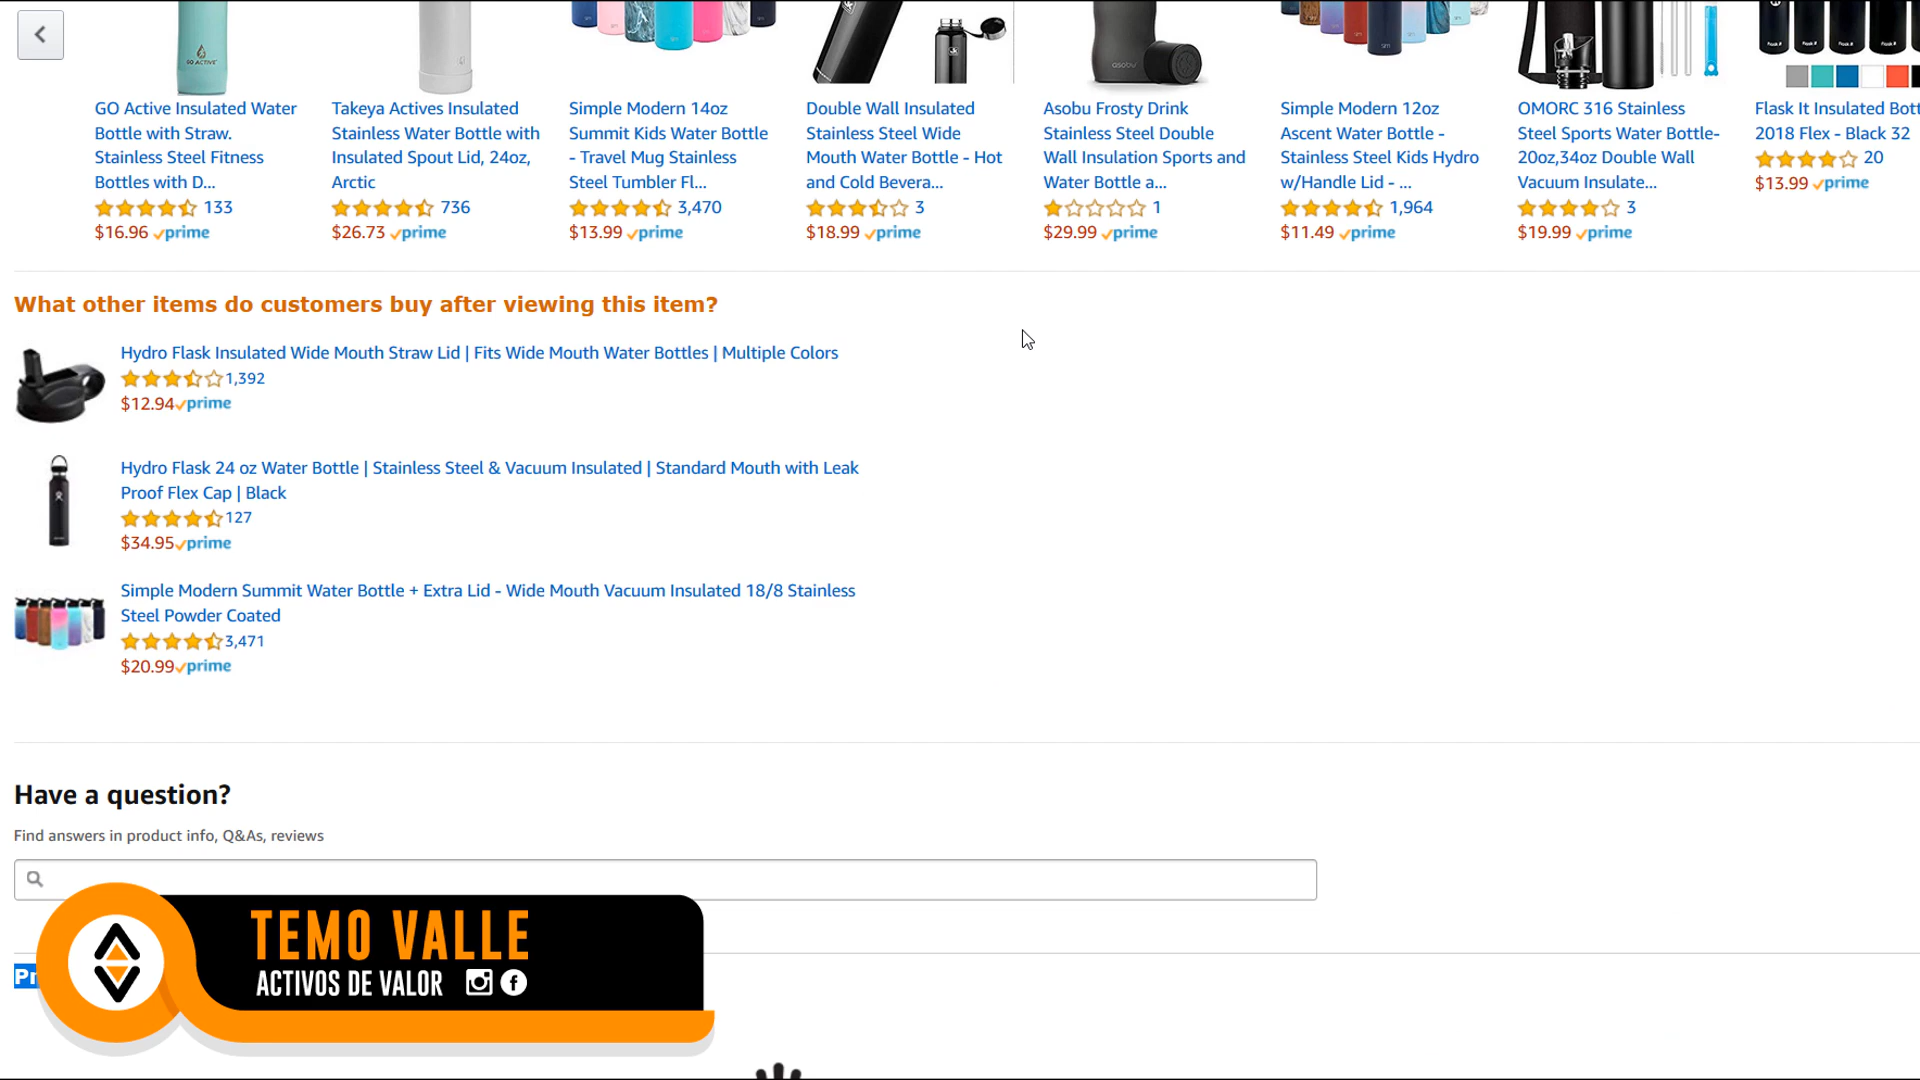 GO ACTIVE
asobu
GO Active Insulated Water
Bottle with Straw.
Stainless Steel Fitness
Bottles with D...
133
$16.96 prime
Takeya Actives Insulated
Stainless Water Bottle with
Insulated Spout Lid, 24oz,
Arctic
736
$26.73 prime
Simple Modern 14oz
Summit Kids Water Bottle
- Travel Mug Stainless
Steel Tumbler Fl...
3,470
$13.99 prime
Double Wall Insulated
Stainless Steel Wide
Mouth Water Bottle - Hot
and Cold Bevera...
3
$18.99 prime
Asobu Frosty Drink
Stainless Steel Double
Wall Insulation Sports and
Water Bottle a...
1
$29.99 prime
Simple Modern 12oz
Ascent Water Bottle -
Stainless Steel Kids Hydro
w/Handle Lid - ...
1,964
$11.49 prime
OMORC 316 Stainless
Steel Sports Water Bottle-
20oz,34oz Double Wall
Vacuum Insulate...
3
$19.99 prime
Flask It Insulated Bott
2018 Flex - Black 32
20
$13.99 prime
What other items do customers buy after viewing this item?
Hydro Flask Insulated Wide Mouth Straw Lid | Fits Wide Mouth Water Bottles | Multiple Colors
1,392
$12.94 prime
Hydro Flask 24 oz Water Bottle | Stainless Steel & Vacuum Insulated | Standard Mouth with Leak
Proof Flex Cap | Black
127
$34.95 prime
Simple Modern Summit Water Bottle + Extra Lid - Wide Mouth Vacuum Insulated 18/8 Stainless
Steel Powder Coated
3,471
$20.99 prime
Have a question?
Find answers in product info, Q&As, reviews
TEMO VALLE
ACTIVOS DE VALOR